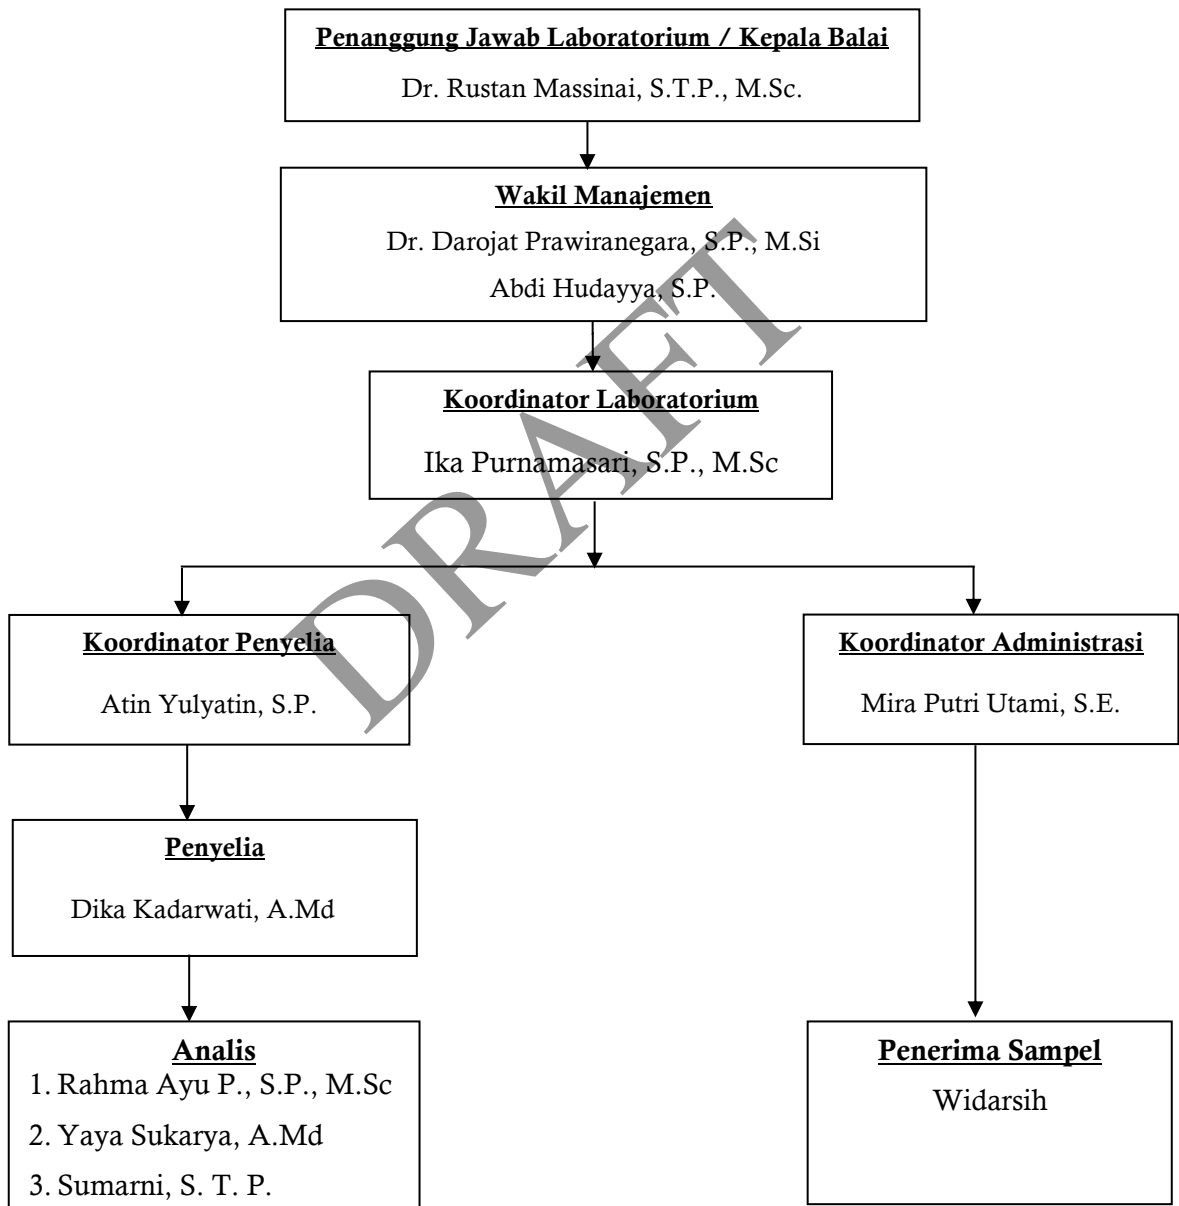 Penanggung Jawab Laboratorium / Kepala Balai
Dr. Rustan Massinai, S.T.P., M.Sc.
Wakil Manajemen
Dr. Darojat Prawiranegara, S.P., M.Si
Abdi Hudayya, S.P.
Koordinator Laboratorium
Ika Purnamasari, S.P., M.Sc
DRAFT
Koordinator Penyelia
Atin Yulyatin, S.P.
Koordinator Administrasi
Mira Putri Utami, S.E.
Penyelia
Dika Kadarwati, A.Md
Analis
1. Rahma Ayu P., S.P., M.Sc
2. Yaya Sukarya, A.Md
3. Sumarni, S. T. P.
Penerima Sampel
Widarsih